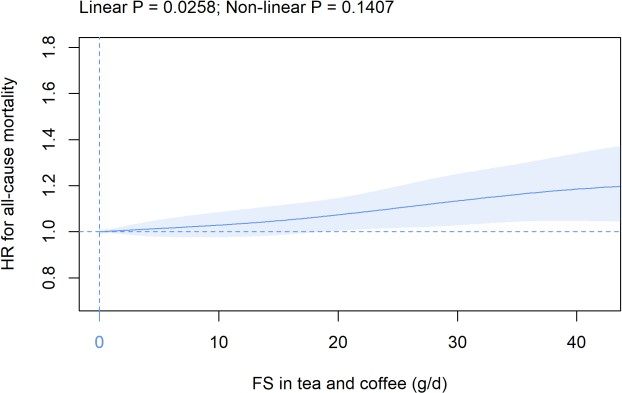 Linear P = 0.0258; Non-linear P = 0.1407
HR for all-cause mortality
1.8
1.6
1.4
1.2
1.0
0.8
0 10 20 30 40
FS in tea and coffee (g/d)